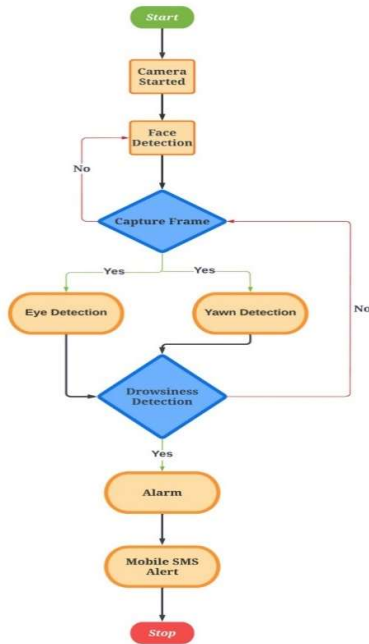 Start
Camera
Started
Face
Detection
No
Capture Frame
Yes
Yes
Eye Detection
Yawn Detection
No
Drowsiness
Detection
Yes
Alarm
Mobile SMS
Alert
Stop